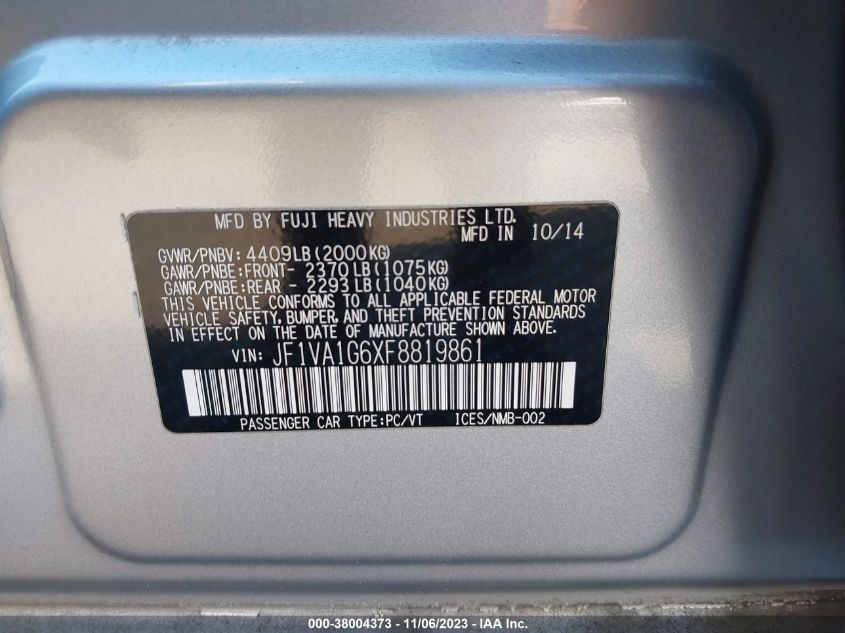 MFD BY FUJI HEAVY INDUSTRIES LTD.
MFD IN 10/14
GVWR/PNBV: 4409LB(2000KG)
GAWR/PNBE:FRONT- 2370LB(1075KG)
GAWR/PNBE:REAR - 2293LB(1040KG)
THIS VEHICLE CONFORMS TO ALL APPLICABLE FEDERAL MOTOR
VEHICLE SAFETY, BUMPER, AND THEFT PREVENTION STANDARDS
IN EFFECT ON THE DATE OF MANUFACTURE SHOWN ABOVE.
VIN: JF1VA1G6XF8819861
PASSENGER CAR TYPE:PC/VT ICES/NMB-002
000-38004373 - 11/06/2023 - IAA Inc.